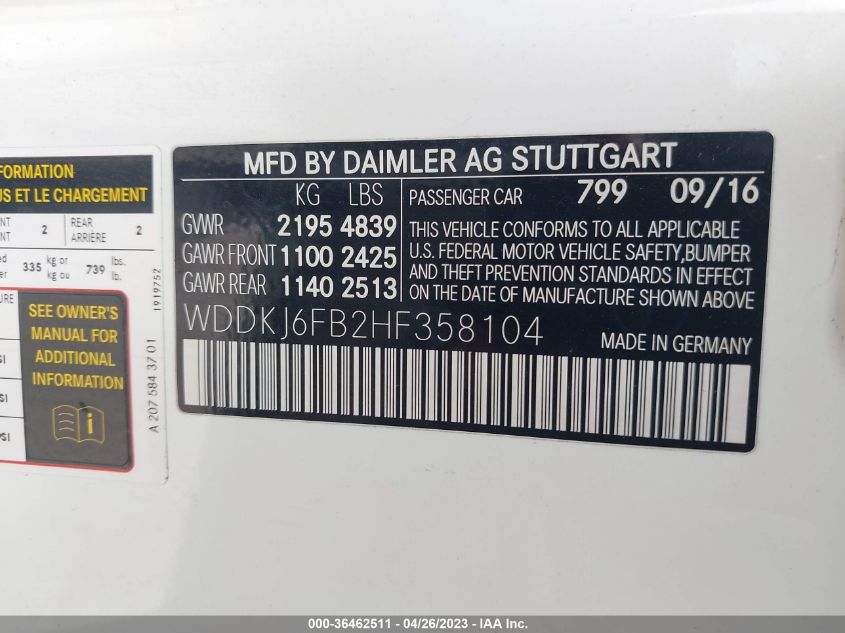 MFD BY DAIMLER AG STUTTGART
KG LBS
GVWR 2195 4839
GAWR FRONT 1100 2425
GAWR REAR 1140 2513
PASSENGER CAR 799 09/16
THIS VEHICLE CONFORMS TO ALL APPLICABLE
U.S. FEDERAL MOTOR VEHICLE SAFETY,BUMPER
AND THEFT PREVENTION STANDARDS IN EFFECT
ON THE DATE OF MANUFACTURE SHOWN ABOVE
WDDKJ6FB2HF358104
MADE IN GERMANY
ET LE CHARGEMENT
2
REAR
ARRIÈRE
2
335 kg or
kg ou
739 lbs.
lb.
1919752
SEE OWNER'S
MANUAL FOR
ADDITIONAL
INFORMATION
i
A 207 584 37 01
000-36462511 - 04/26/2023 - IAA Inc.